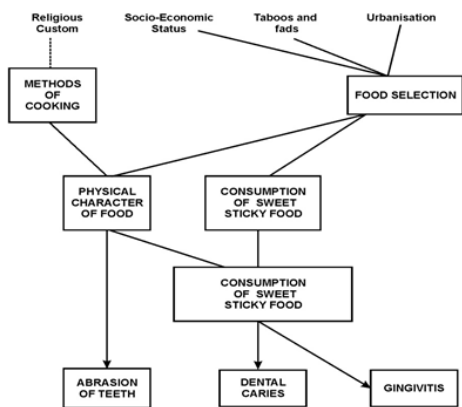 Religious
Custom
Socio-Economic
Status
Taboos and
fads
Urbanisation
METHODS
OF
COOKING
FOOD SELECTION
PHYSICAL
CHARACTER
OF FOOD
CONSUMPTION
OF SWEET
STICKY FOOD
CONSUMPTION
OF SWEET
STICKY FOOD
ABRASION
OF TEETH
DENTAL
CARIES
GINGIVITIS